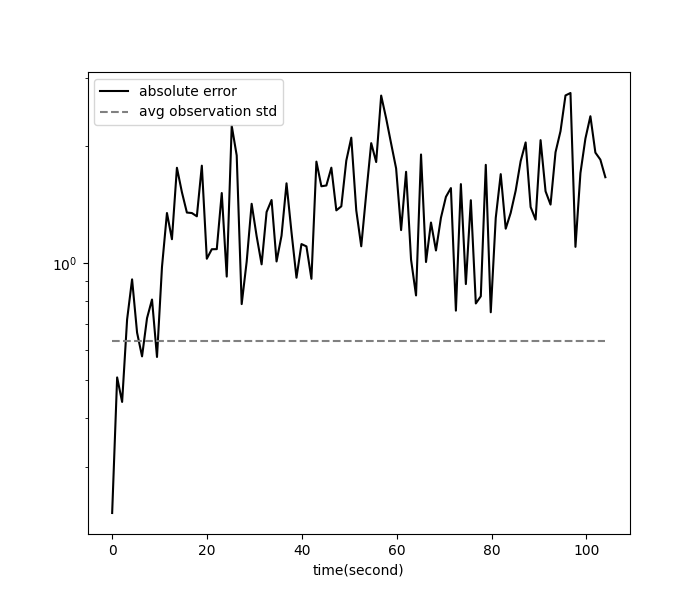 absolute error
avg observation std
10⁰
0 20 40 60 80 100
time(second)